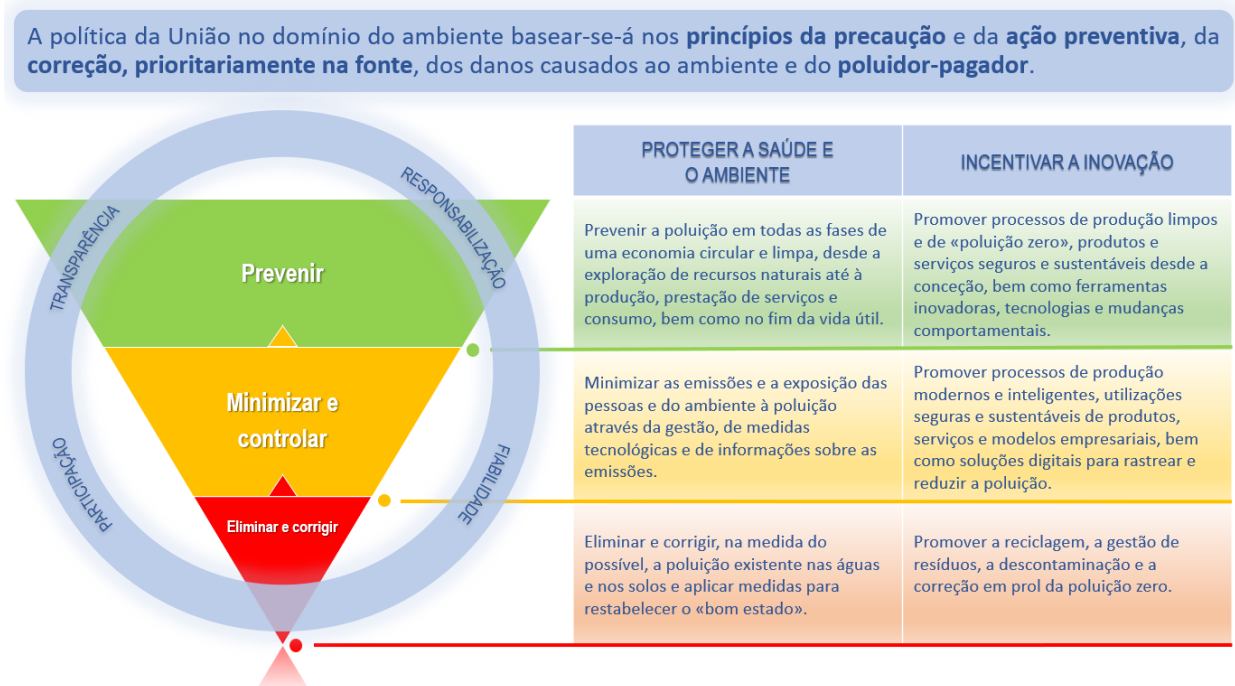 A política da União no domínio do ambiente basear-se-á nos princípios da precaução e da ação preventiva, da
correção, prioritariamente na fonte, dos danos causados ao ambiente e do poluidor-pagador.
TRANSPARÊNCIA
RESPONSABILIZAÇÃO
PARTICIPAÇÃO
FIABILIDADE
Prevenir
Minimizar e
controlar
Eliminar e corrigir
PROTEGER A SAÚDE E
O AMBIENTE
INCENTIVAR A INOVAÇÃO
Prevenir a poluição em todas as fases de
uma economia circular e limpa, desde a
exploração de recursos naturais até à
produção, prestação de serviços e
consumo, bem como no fim da vida útil.
Promover processos de produção limpos
e de «poluição zero», produtos e
serviços seguros e sustentáveis desde a
conceção, bem como ferramentas
inovadoras, tecnologias e mudanças
comportamentais.
Minimizar as emissões e a exposição das
pessoas e do ambiente à poluição
através da gestão, de medidas
tecnológicas e de informações sobre as
emissões.
Promover processos de produção
modernos e inteligentes, utilizações
seguras e sustentáveis de produtos,
serviços e modelos empresariais, bem
como soluções digitais para rastrear e
reduzir a poluição.
Eliminar e corrigir, na medida do
possível, a poluição existente nas águas
e nos solos e aplicar medidas para
restabelecer o «bom estado».
Promover a reciclagem, a gestão de
resíduos, a descontaminação e a
correção em prol da poluição zero.